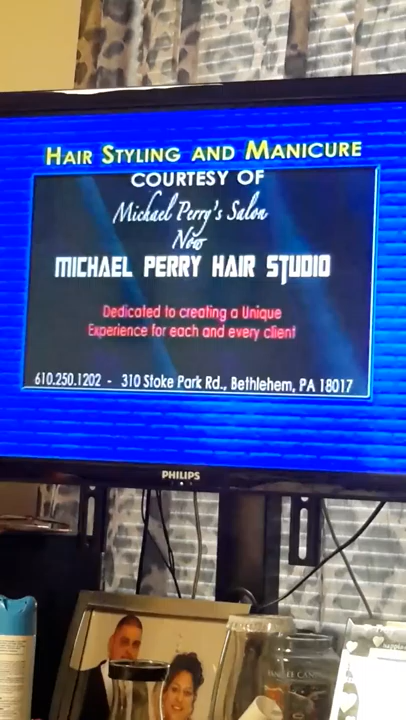 HAIR STYLING AND MANICURE
COURTESY OF
Michael Perry's Salon
Now
MICHAEL PERRY HAIR STUDIO
Dedicated to creating a Unique
Experience for each and every client
610.250.1202 - 310 Stoke Park Rd., Bethlehem, PA 18017
PHILIPS